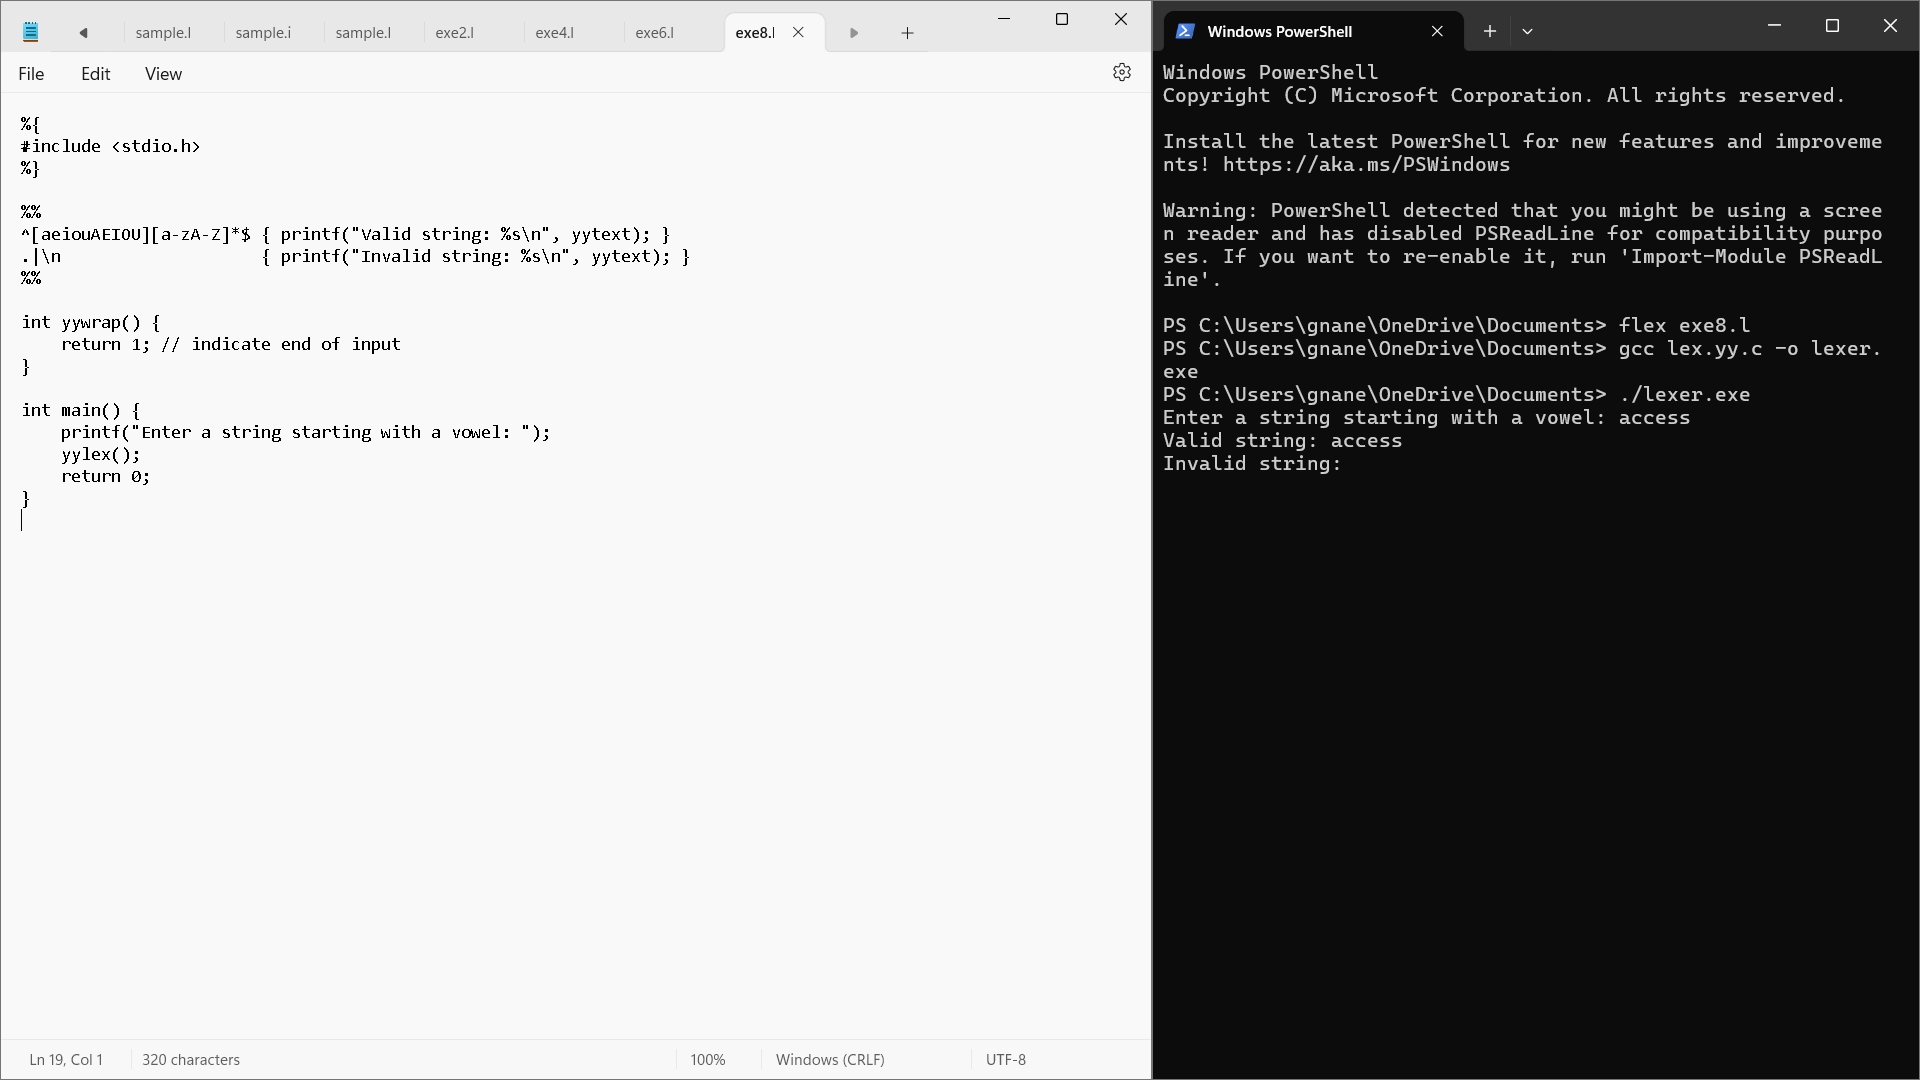 sample.l sample.i sample.l exe2.l exe4.l exe6.l exe8.l
File Edit View
%{
#include <stdio.h>
%}
%%
^[aeiouAEIOU][a-zA-Z]*$ { printf("Valid string: %s\n", yytext); }
.|\n                    { printf("Invalid string: %s\n", yytext); }
%%
int yywrap() {
    return 1; // indicate end of input
}
int main() {
    printf("Enter a string starting with a vowel: ");
    yylex();
    return 0;
}
Ln 19, Col 1 320 characters 100% Windows (CRLF) UTF-8
Windows PowerShell
Windows PowerShell
Copyright (C) Microsoft Corporation. All rights reserved.
Install the latest PowerShell for new features and improveme
nts! https://aka.ms/PSWindows
Warning: PowerShell detected that you might be using a scree
n reader and has disabled PSReadLine for compatibility purpo
ses. If you want to re-enable it, run 'Import-Module PSReadL
ine'.
PS C:\Users\gnane\OneDrive\Documents> flex exe8.l
PS C:\Users\gnane\OneDrive\Documents> gcc lex.yy.c -o lexer.
exe
PS C:\Users\gnane\OneDrive\Documents> ./lexer.exe
Enter a string starting with a vowel: access
Valid string: access
Invalid string: